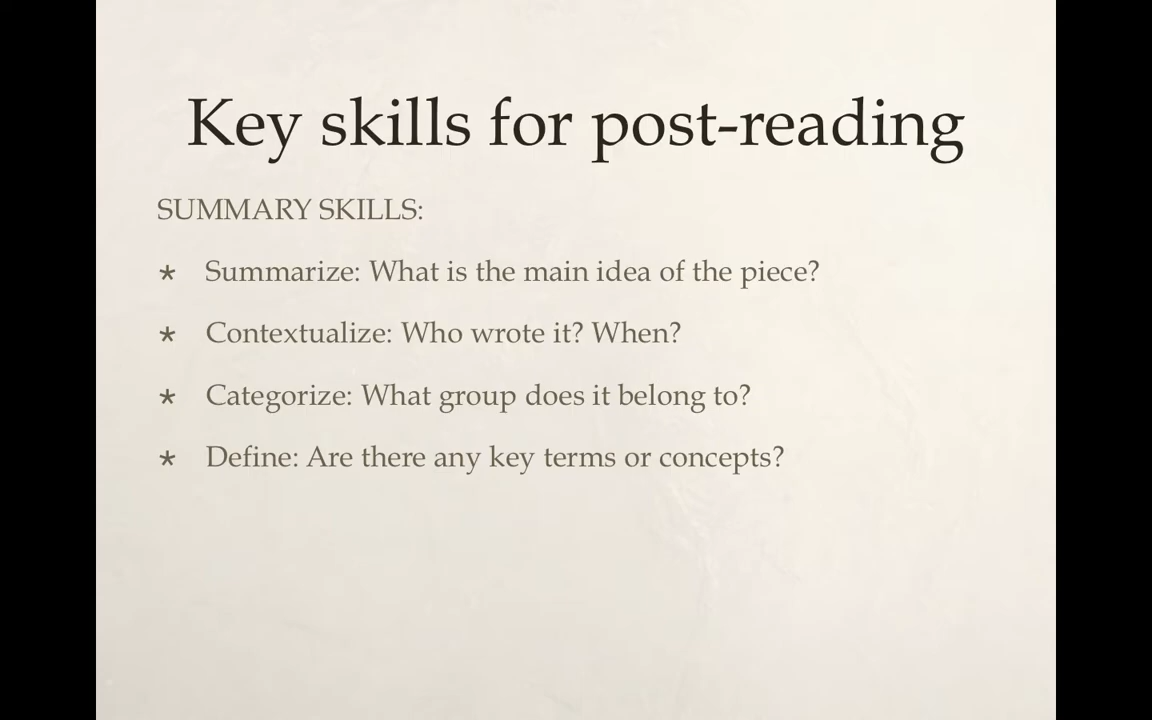 Key skills for post-reading
SUMMARY SKILLS:
* Summarize: What is the main idea of the piece?
* Contextualize: Who wrote it? When?
* Categorize: What group does it belong to?
* Define: Are there any key terms or concepts?